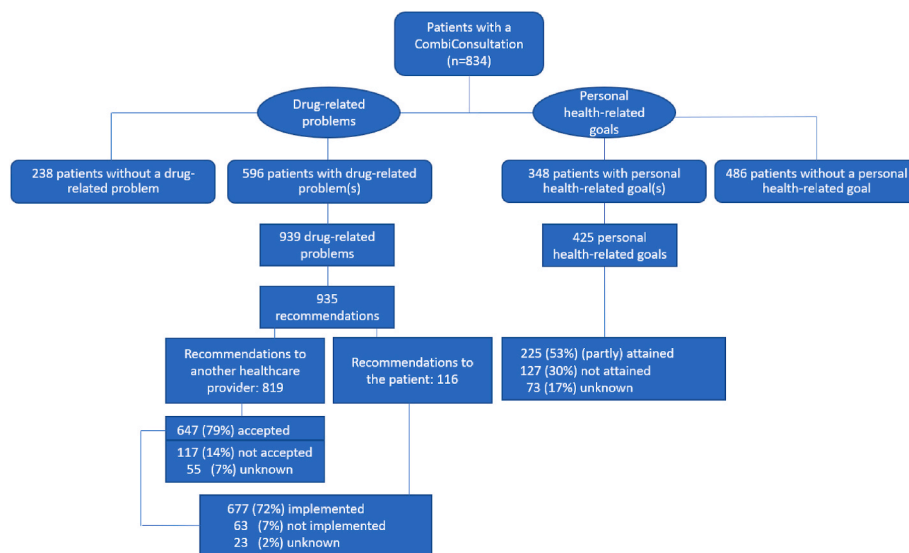 Patients with a
CombiConsultation
(n=834)
Drug-related
problems
Personal
health-related
goals
238 patients without a drug-
related problem
596 patients with drug-related
problem(s)
348 patients with personal
health-related goal(s)
486 patients without a personal
health-related goal
939 drug-related
problems
425 personal
health-related goals
935
recommendations
Recommendations to
another healthcare
provider: 819
Recommendations to
the patient: 116
225 (53%) (partly) attained
127 (30%) not attained
73 (17%) unknown
647 (79%) accepted
117 (14%) not accepted
55 (7%) unknown
677 (72%) implemented
63 (7%) not implemented
23 (2%) unknown